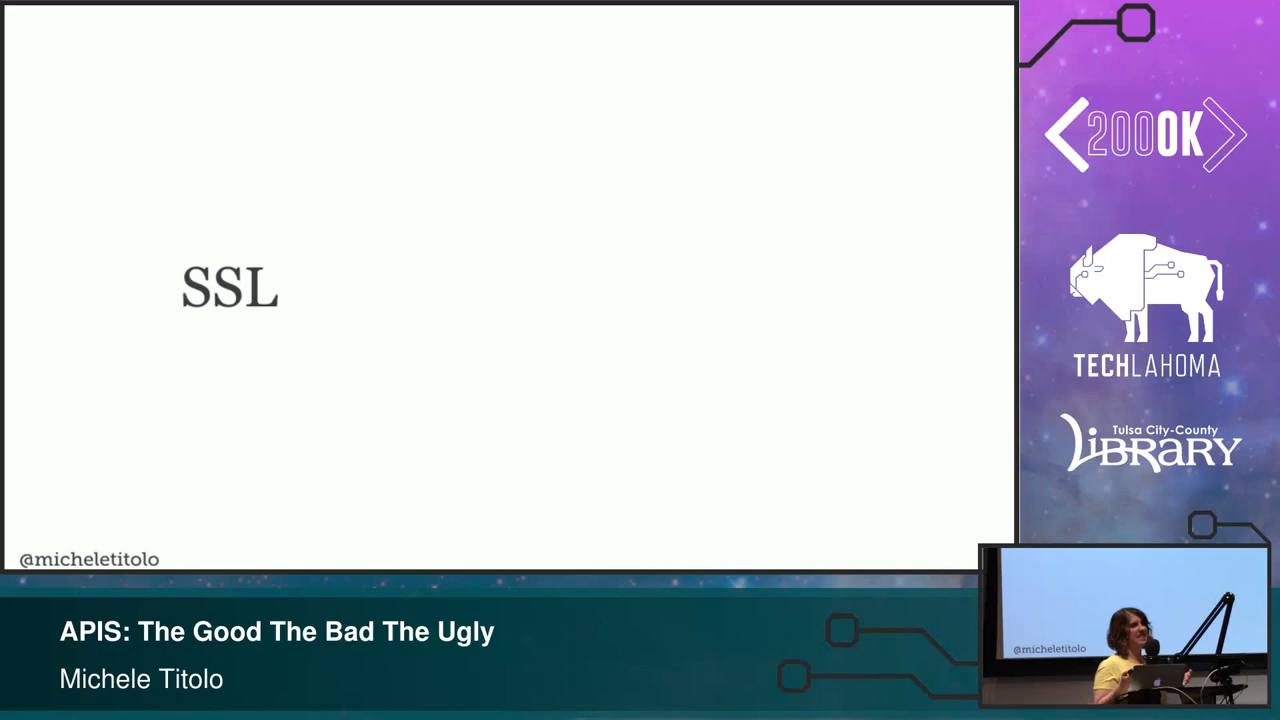 SSL
@micheletitolo
200OK
TECHLAHOMA
Tulsa City-County
LIBRARY
@micheletitolo
APIS: The Good The Bad The Ugly
Michele Titolo